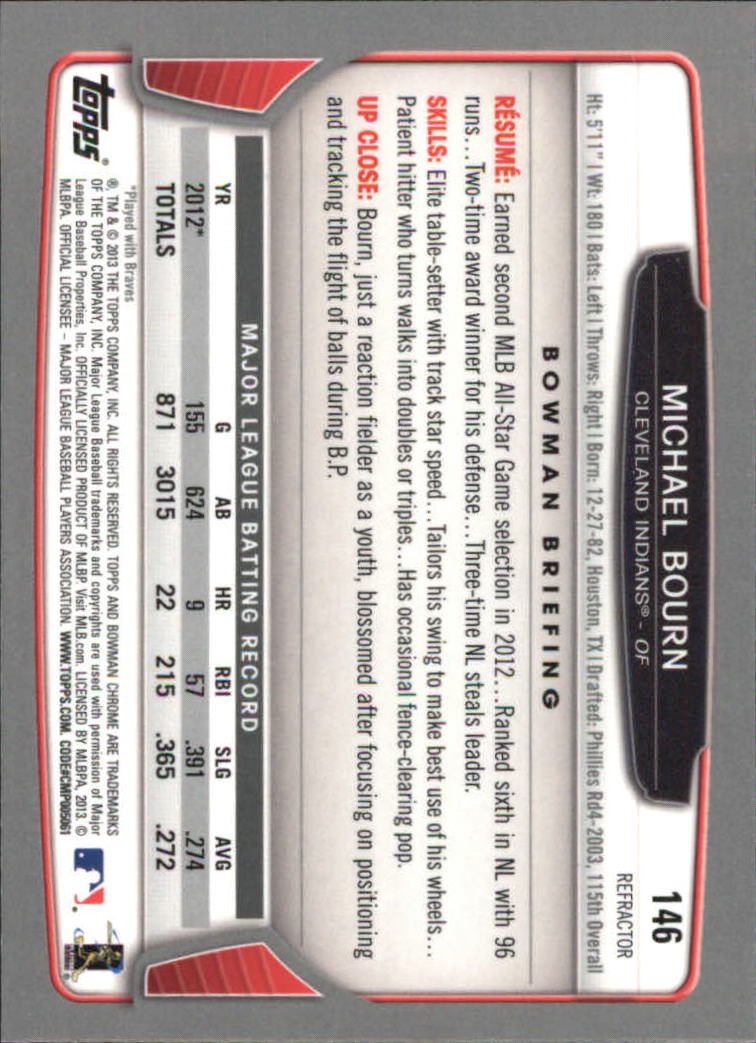 146
REFRACTOR
MICHAEL BOURN
CLEVELAND INDIANS® - OF
Ht: 5'11" | Wt: 180 | Bats: Left | Throws: Right | Born: 12-27-82, Houston, TX | Drafted: Phillies Rd4-2003, 115th Overall
BOWMAN BRIEFING
RÉSUMÉ: Earned second MLB All-Star Game selection in 2012...Ranked sixth in NL with 96
runs...Two-time award winner for his defense...Three-time NL steals leader.
SKILLS: Elite table-setter with track star speed...Tailors his swing to make best use of his wheels...
Patient hitter who turns walks into doubles or triples...Has occasional fence-clearing pop.
UP CLOSE: Bourn, just a reaction fielder as a youth, blossomed after focusing on positioning
and tracking the flight of balls during B.P.
MAJOR LEAGUE BATTING RECORD
YR G AB HR RBI SLG AVG
2012* 155 624 9 57 .391 .274
TOTALS 871 3015 22 215 .365 .272
*Played with Braves
topps®
®, TM & © 2013 THE TOPPS COMPANY, INC. ALL RIGHTS RESERVED. TOPPS AND BOWMAN CHROME ARE TRADEMARKS
OF THE TOPPS COMPANY, INC. Major League Baseball trademarks and copyrights are used with permission of Major
League Baseball Properties, Inc. OFFICIALLY LICENSED PRODUCT OF MLBP. Visit MLB.com. LICENSED BY MLBPA, 2013. ©
MLBPA. OFFICIAL LICENSEE – MAJOR LEAGUE BASEBALL PLAYERS ASSOCIATION. WWW.TOPPS.COM. CODE#CMP005061